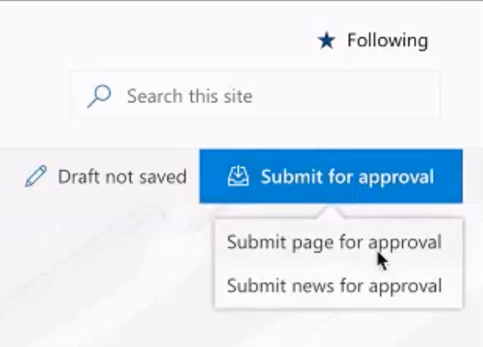 Following
Search this site
Draft not saved
Submit for approval
Submit page for approval
Submit news for approval